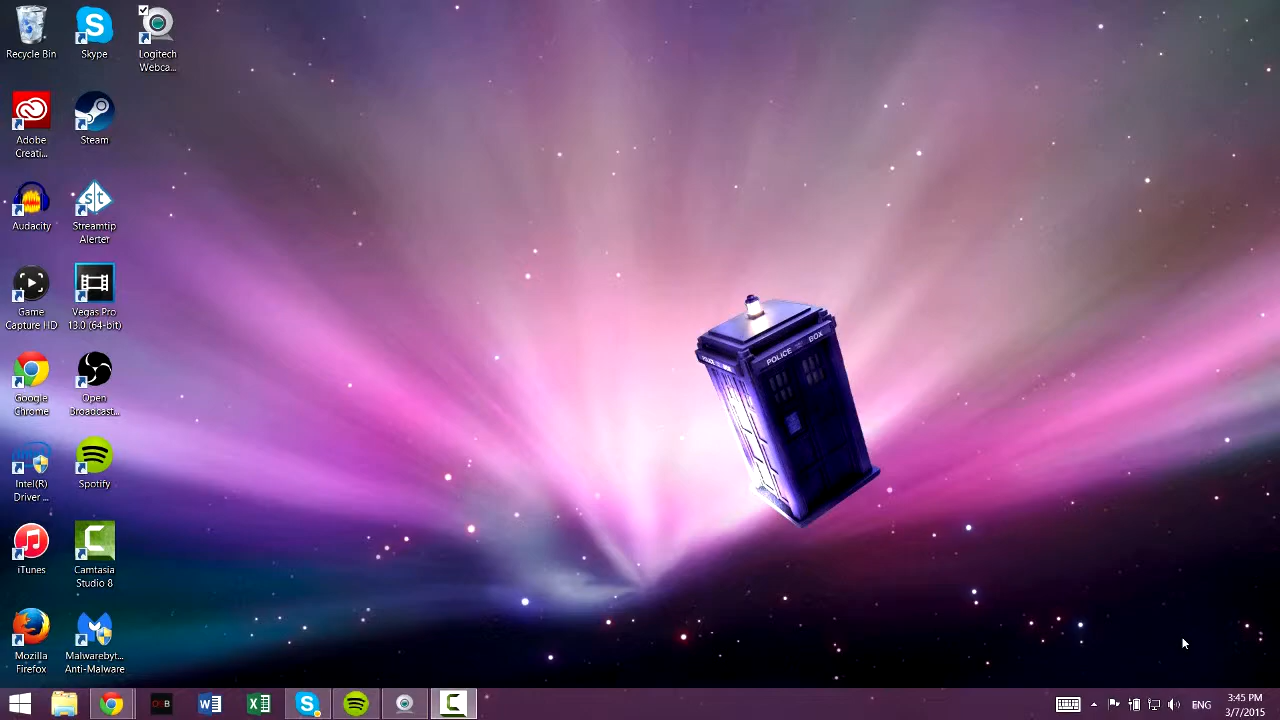 Recycle Bin
Skype
Logitech
Webca...
Adobe
Creati...
Steam
Audacity
Streamtip
Alerter
Game
Capture HD
Vegas Pro
13.0 (64-bit)
Google
Chrome
Open
Broadcast...
Intel(R)
Driver ...
Spotify
iTunes
Camtasia
Studio 8
Mozilla
Firefox
Malwarebyt...
Anti-Malware
POLICE BOX
ENG
3:45 PM
3/7/2015